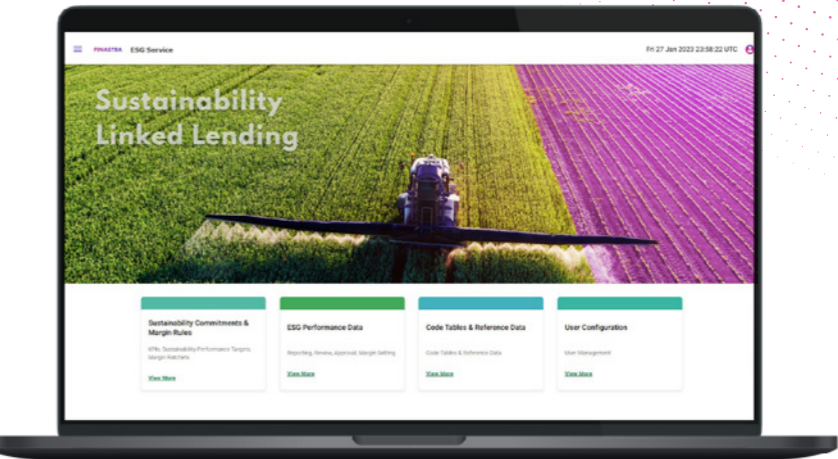 FINASTRA ESG Service
Fri 27 Jan 2023 23:58:22 UTC
Sustainability
Linked Lending
Sustainability Commitments &
Margin Rules
KPIs, Sustainability Performance Targets,
Margin Ratchets
View More
ESG Performance Data
Reporting, Review, Approval, Margin Setting
View More
Code Tables & Reference Data
Code Tables & Reference Data
View More
User Configuration
User Management
View More